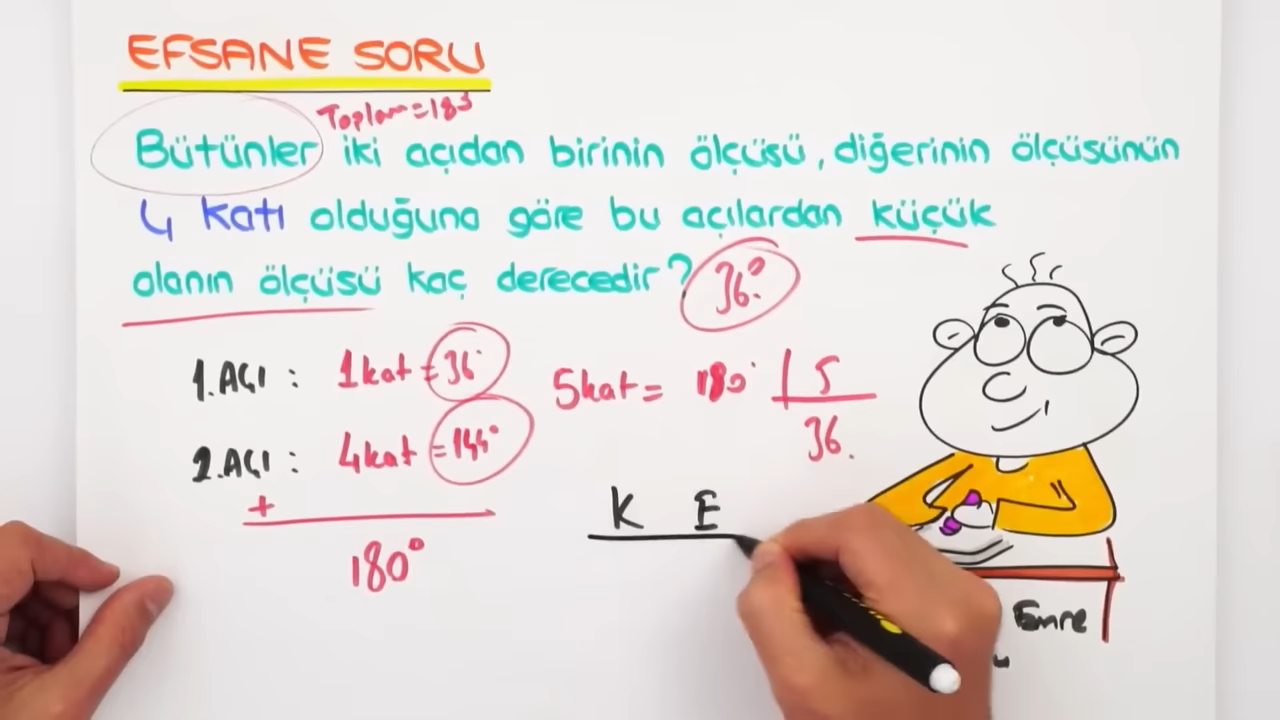 EFSANE SORU
Toplam=180
Bütünler iki açıdan birinin ölçüsü, diğerinin ölçüsünün
4 katı olduğuna göre bu açılardan küçük
olanın ölçüsü kaç derecedir? 36°
1.AÇI : 1kat = 36°
5kat = 180° | 5
36
2.AÇI : 4kat = 144°
+
180°
K E
Emre